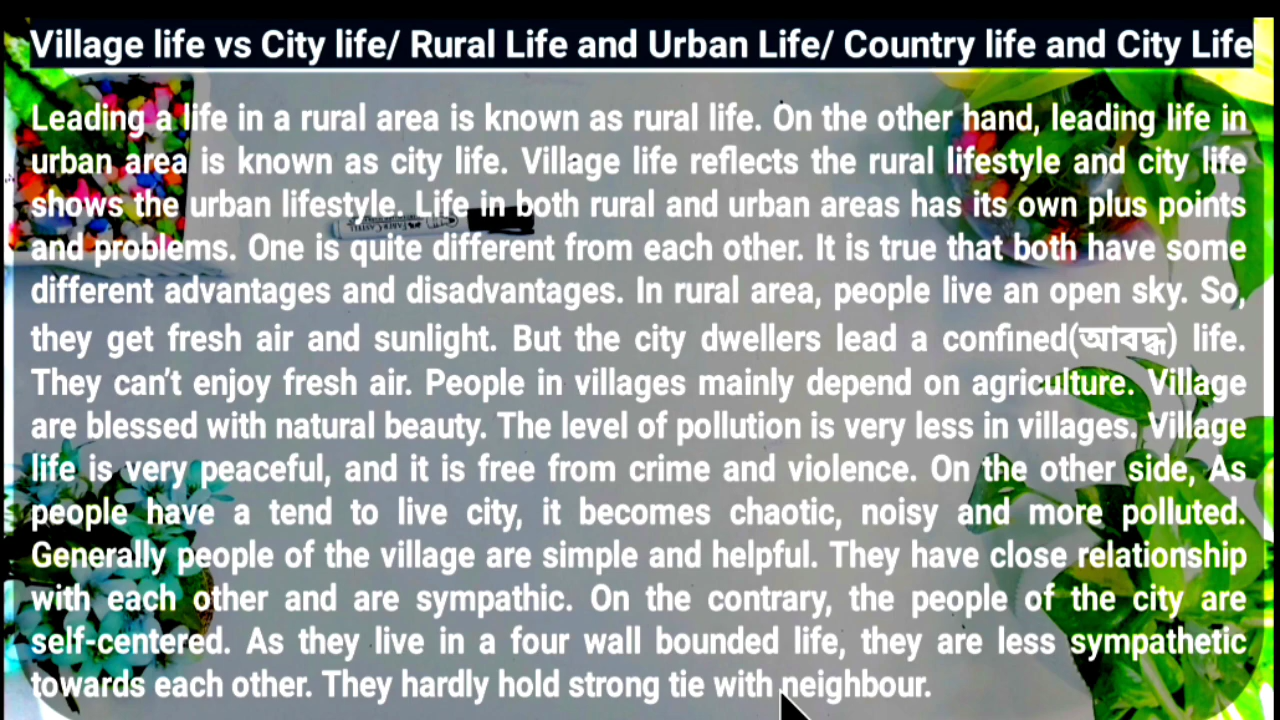 Village life vs City life/ Rural Life and Urban Life/ Country life and City Life
Leading a life in a rural area is known as rural life. On the other hand, leading life in
urban area is known as city life. Village life reflects the rural lifestyle and city life
shows the urban lifestyle. Life in both rural and urban areas has its own plus points
and problems. One is quite different from each other. It is true that both have some
different advantages and disadvantages. In rural area, people live an open sky. So,
they get fresh air and sunlight. But the city dwellers lead a confined(আবদ্ধ) life.
They can't enjoy fresh air. People in villages mainly depend on agriculture. Village
are blessed with natural beauty. The level of pollution is very less in villages. Village
life is very peaceful, and it is free from crime and violence. On the other side, As
people have a tend to live city, it becomes chaotic, noisy and more polluted.
Generally people of the village are simple and helpful. They have close relationship
with each other and are sympathic. On the contrary, the people of the city are
self-centered. As they live in a four wall bounded life, they are less sympathetic
towards each other. They hardly hold strong tie with neighbour.